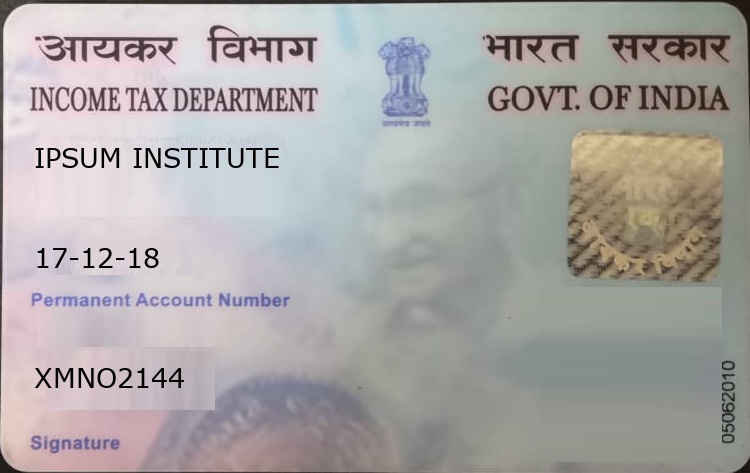 आयकर विभाग
भारत सरकार
INCOME TAX DEPARTMENT
GOVT. OF INDIA
सत्यमेव जयते
IPSUM INSTITUTE
17-12-18
Permanent Account Number
XMNO2144
Signature
05062010